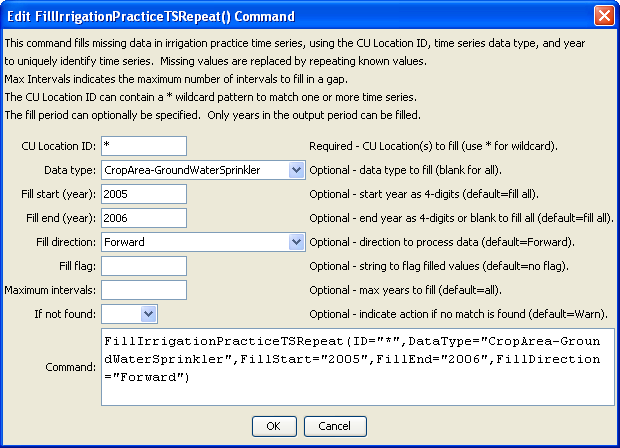 Edit FillIrrigationPracticeTSRepeat() Command
This command fills missing data in irrigation practice time series, using the CU Location ID, time series data type, and year
to uniquely identify time series.  Missing values are replaced by repeating known values.
Max Intervals indicates the maximum number of intervals to fill in a gap.
The CU Location ID can contain a * wildcard pattern to match one or more time series.
The fill period can optionally be specified.  Only years in the output period can be filled.
CU Location ID: * Required - CU Location(s) to fill (use * for wildcard).
Data type: CropArea-GroundWaterSprinkler Optional - data type to fill (blank for all).
Fill start (year): 2005 Optional - start year as 4-digits (default=fill all).
Fill end (year): 2006 Optional - end year as 4-digits or blank to fill all (default=fill all).
Fill direction: Forward Optional - direction to process data (default=Forward).
Fill flag: Optional - string to flag filled values (default=no flag).
Maximum intervals: Optional - max years to fill (default=all).
If not found: Optional - indicate action if no match is found (default=Warn).
Command: FillIrrigationPracticeTSRepeat(ID="*",DataType="CropArea-Groun
dWaterSprinkler",FillStart="2005",FillEnd="2006",FillDirection
="Forward")
OK Cancel